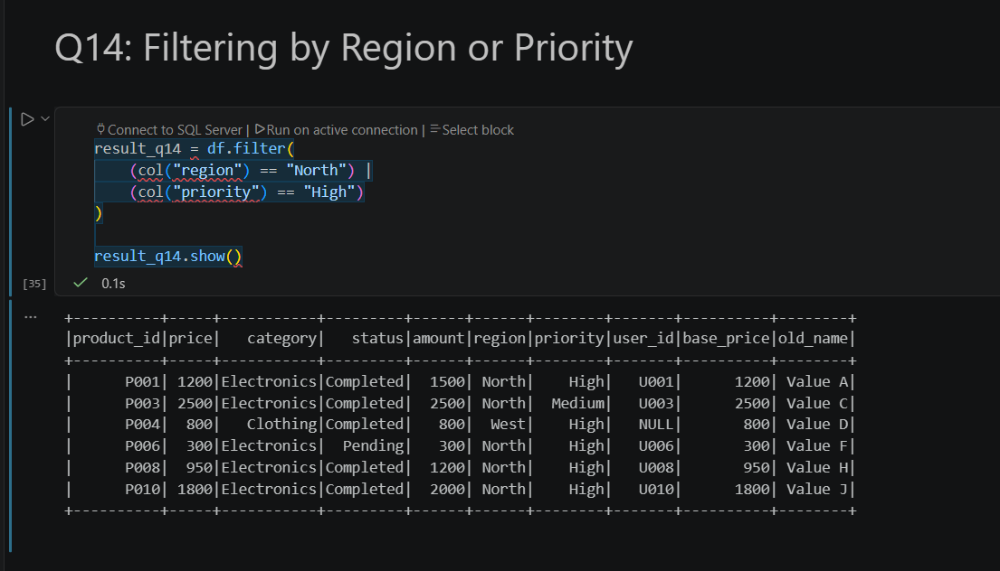 Q14: Filtering by Region or Priority
Connect to SQL Server | Run on active connection | Select block
result_q14 = df.filter(
    (col("region") == "North") |
    (col("priority") == "High")
)
result_q14.show()
[35] 0.1s
...
+----------+-----+-----------+---------+------+------+--------+-------+----------+--------+
|product_id|price|   category|   status|amount|region|priority|user_id|base_price|old_name|
+----------+-----+-----------+---------+------+------+--------+-------+----------+--------+
|      P001| 1200|Electronics|Completed|  1500| North|    High|   U001|      1200| Value A|
|      P003| 2500|Electronics|Completed|  2500| North|  Medium|   U003|      2500| Value C|
|      P004|  800|   Clothing|Completed|   800|  West|    High|   NULL|       800| Value D|
|      P006|  300|Electronics|  Pending|   300| North|    High|   U006|       300| Value F|
|      P008|  950|Electronics|Completed|  1200| North|    High|   U008|       950| Value H|
|      P010| 1800|Electronics|Completed|  2000| North|    High|   U010|      1800| Value J|
+----------+-----+-----------+---------+------+------+--------+-------+----------+--------+